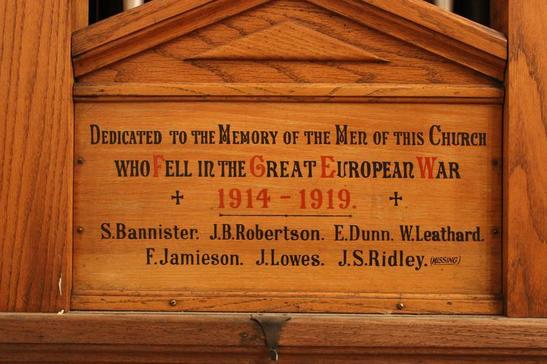 Dedicated to the Memory of the Men of this Church
who Fell in the Great European War
1914 - 1919.
S.Bannister. J.B.Robertson. E.Dunn. W.Leathard.
F.Jamieson. J.Lowes. J.S.Ridley. (MISSING)